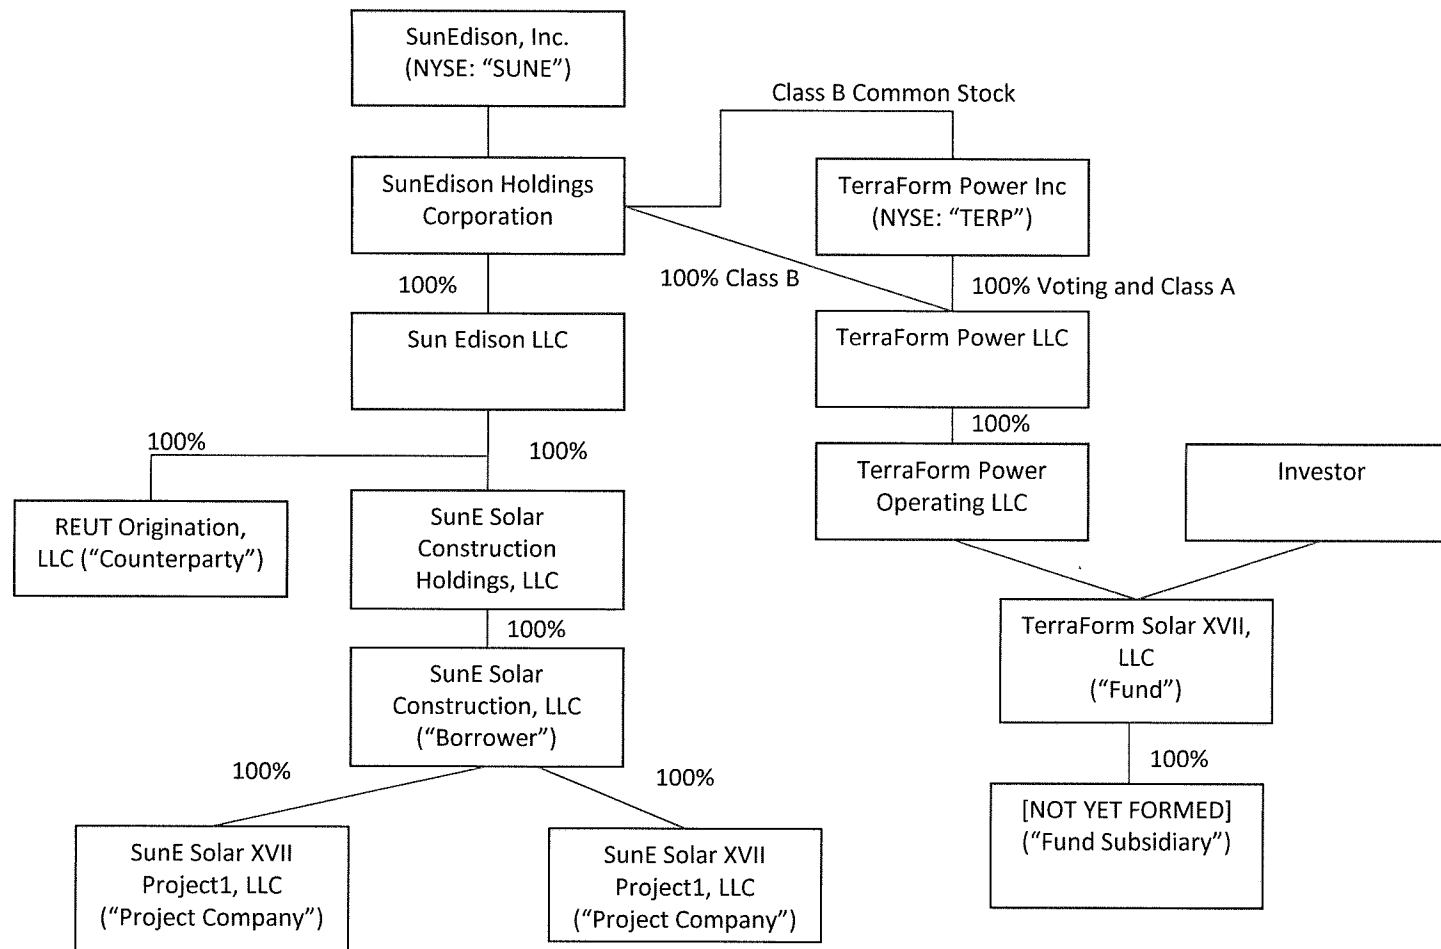 SunEdison, Inc.
(NYSE: “SUNE”)
Class B Common Stock
SunEdison Holdings
Corporation
TerraForm Power Inc
(NYSE: “TERP”)
100%
100% Class B
100% Voting and Class A
Sun Edison LLC
TerraForm Power LLC
100%
100%
100%
REUT Origination,
LLC (“Counterparty”)
SunE Solar
Construction
Holdings, LLC
TerraForm Power
Operating LLC
Investor
100%
SunE Solar
Construction, LLC
(“Borrower”)
TerraForm Solar XVII,
LLC
(“Fund”)
100%
100%
100%
SunE Solar XVII
Project1, LLC
(“Project Company”)
SunE Solar XVII
Project1, LLC
(“Project Company”)
[NOT YET FORMED]
(“Fund Subsidiary”)